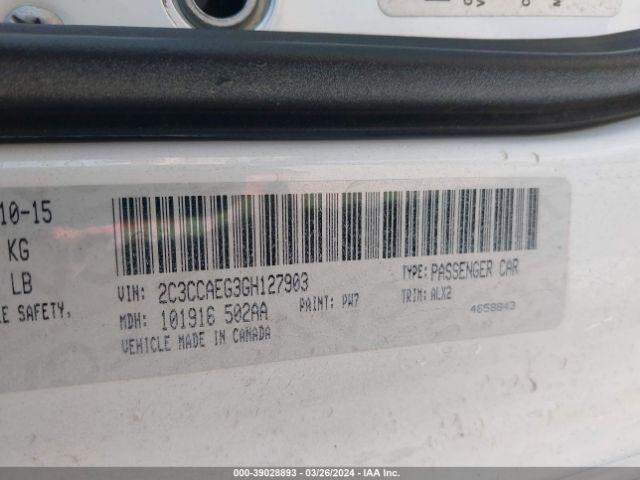 10-15
KG
LB
LE SAFETY,
VIN: 2C3CCAEG3GH127903
TYPE: PASSENGER CAR
MDH: 101916 502AA
PAINT: PW7
TRIM: ALX2
VEHICLE MADE IN CANADA
4658843
000-39028893 - 03/26/2024 - IAA Inc.